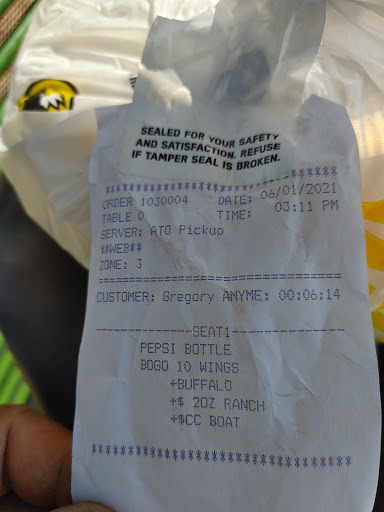 SEALED FOR YOUR SAFETY
AND SATISFACTION. REFUSE
IF TAMPER SEAL IS BROKEN.
*********************************
ORDER 1030004 DATE: 06/01/2021
TABLE 0 TIME: 03:11 PM
SERVER: ATO Pickup
**WEB**
ZONE: 3
=================================
CUSTOMER: Gregory AMYME: 00:06:14
-------------SEAT1---------------
PEPSI BOTTLE
BOGO 10 WINGS
+BUFFALO
+$ 2OZ RANCH
+$CC BOAT
*********************************